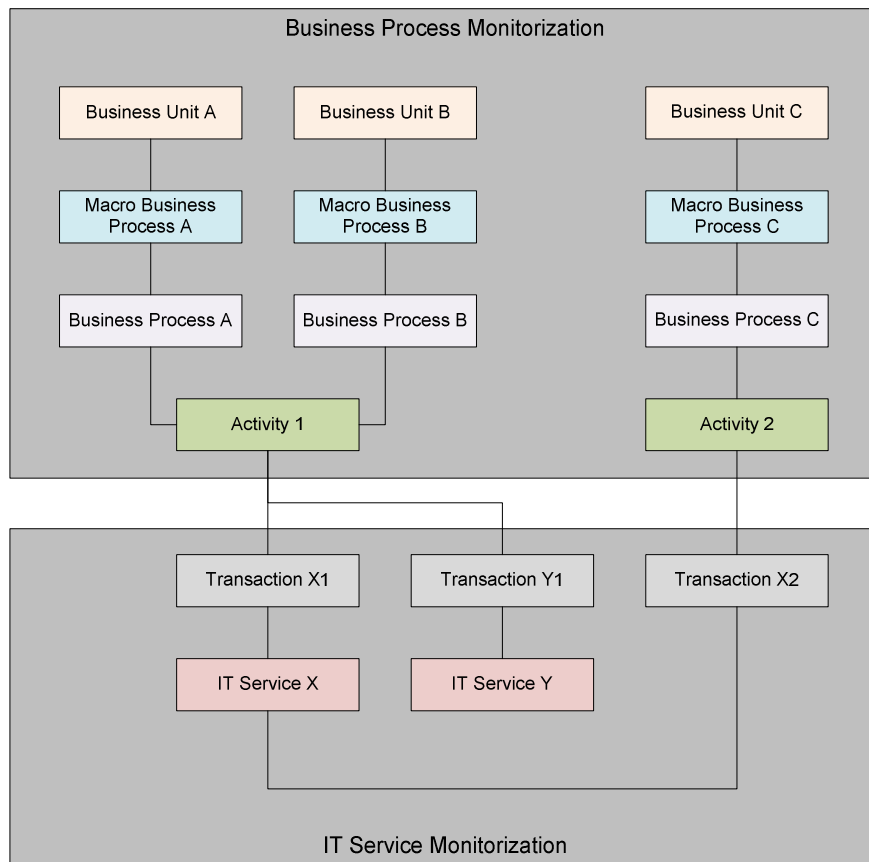 Business Process Monitorization
Business Unit A
Business Unit B
Business Unit C
Macro Business
Process A
Macro Business
Process B
Macro Business
Process C
Business Process A
Business Process B
Business Process C
Activity 1
Activity 2
Transaction X1
Transaction Y1
Transaction X2
IT Service X
IT Service Y
IT Service Monitorization